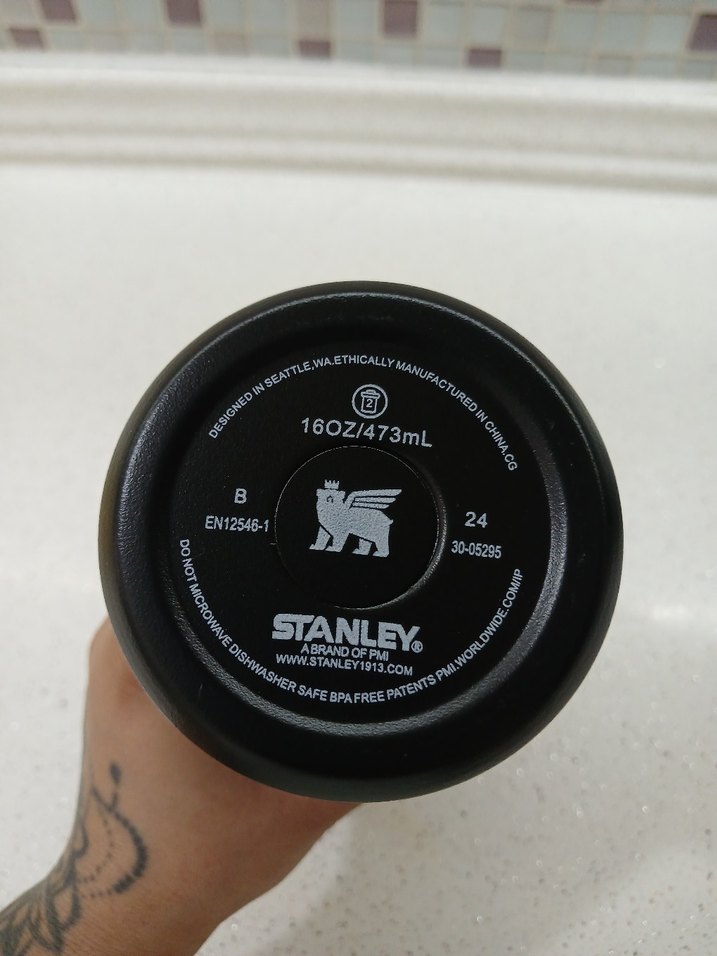 DESIGNED IN SEATTLE,WA.ETHICALLY MANUFACTURED IN CHINA.CG
2
16OZ/473mL
B
EN12546-1
24
30-05295
STANLEY®
A BRAND OF PMI
WWW.STANLEY1913.COM
DO NOT MICROWAVE DISHWASHER SAFE BPA FREE PATENTS PMI.WORLDWIDE.COM/IP